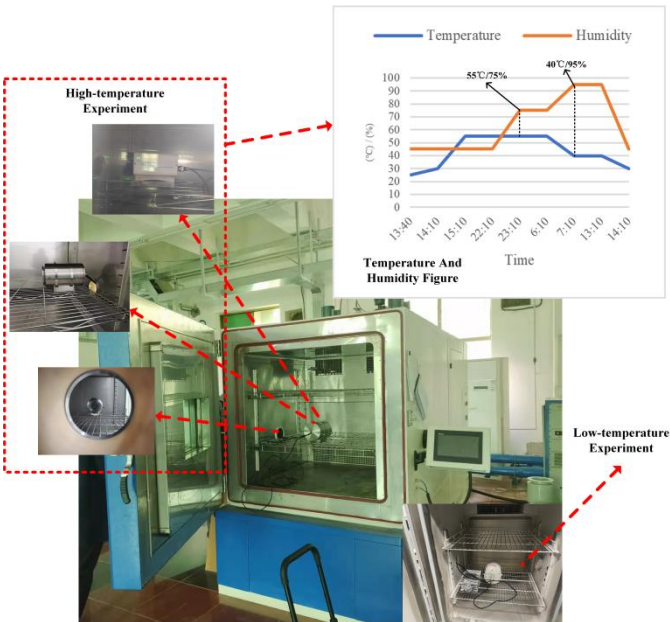 Temperature
Humidity
55℃/75%
40℃/95%
100
90
80
70
60
50
40
30
20
10
0
(℃) / (%)
13:40
14:10
15:10
22:10
23:10
6:10
7:10
13:10
14:10
Time
Temperature And
Humidity Figure
High-temperature
Experiment
Low-temperature
Experiment